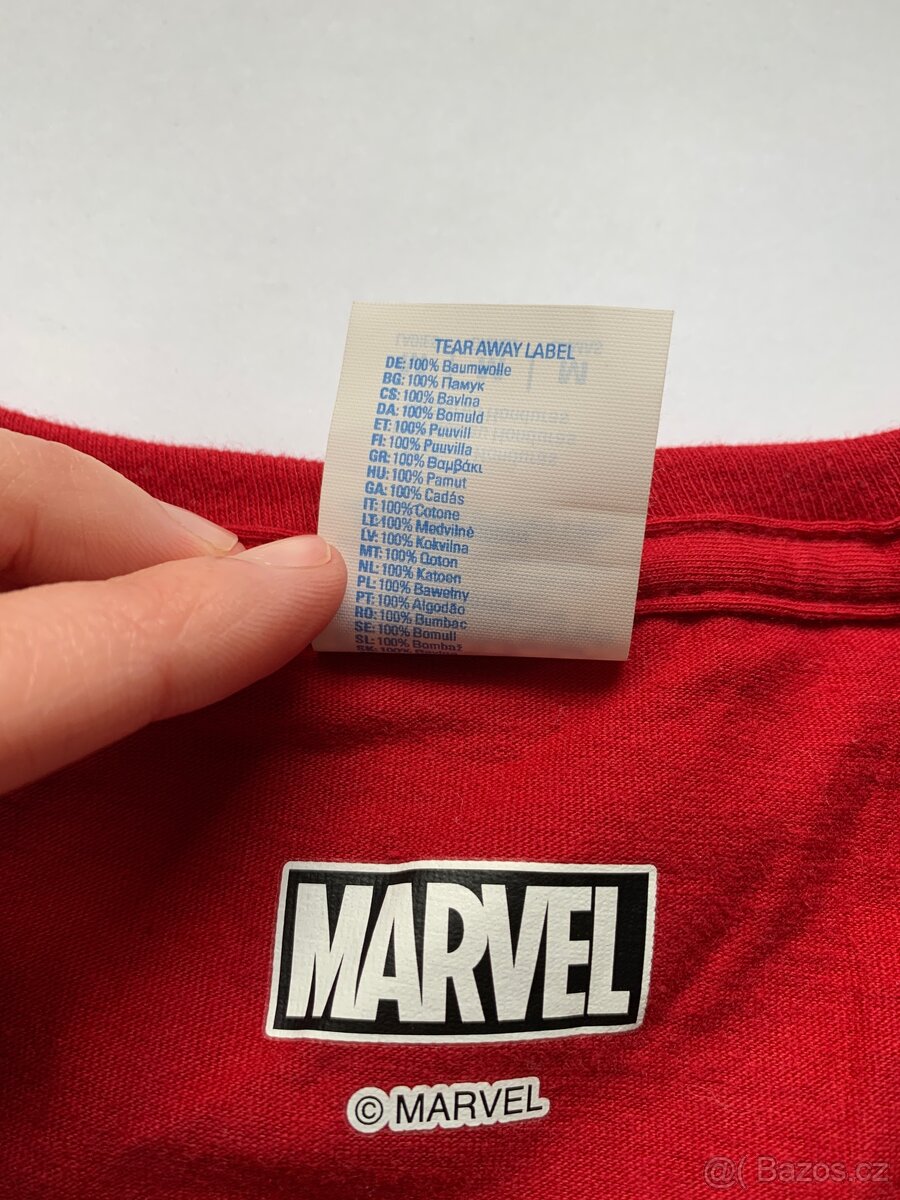 TEAR AWAY LABEL
DE: 100% Baumwolle
BG: 100% Памук
CS: 100% Bavlna
DA: 100% Bomuld
ET: 100% Puuvill
FI: 100% Puuvilla
GR: 100% Βαμβάκι
HU: 100% Pamut
GA: 100% Cadás
IT: 100% Cotone
LT: 100% Medvilnė
LV: 100% Kokvilna
MT: 100% Qoton
NL: 100% Katoen
PL: 100% Bawełny
PT: 100% Algodão
RO: 100% Bumbac
SE: 100% Bomull
SL: 100% Bombaž
MARVEL
© MARVEL
@( Bazos.cz